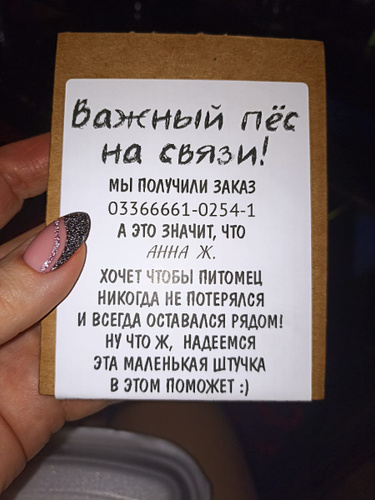 Важный пёс
на связи!
МЫ ПОЛУЧИЛИ ЗАКАЗ
03366661-0254-1
А ЭТО ЗНАЧИТ, ЧТО
АННА Ж.
ХОЧЕТ ЧТОБЫ ПИТОМЕЦ
НИКОГДА НЕ ПОТЕРЯЛСЯ
И ВСЕГДА ОСТАВАЛСЯ РЯДОМ!
НУ ЧТО Ж, НАДЕЕМСЯ
ЭТА МАЛЕНЬКАЯ ШТУЧКА
В ЭТОМ ПОМОЖЕТ :)